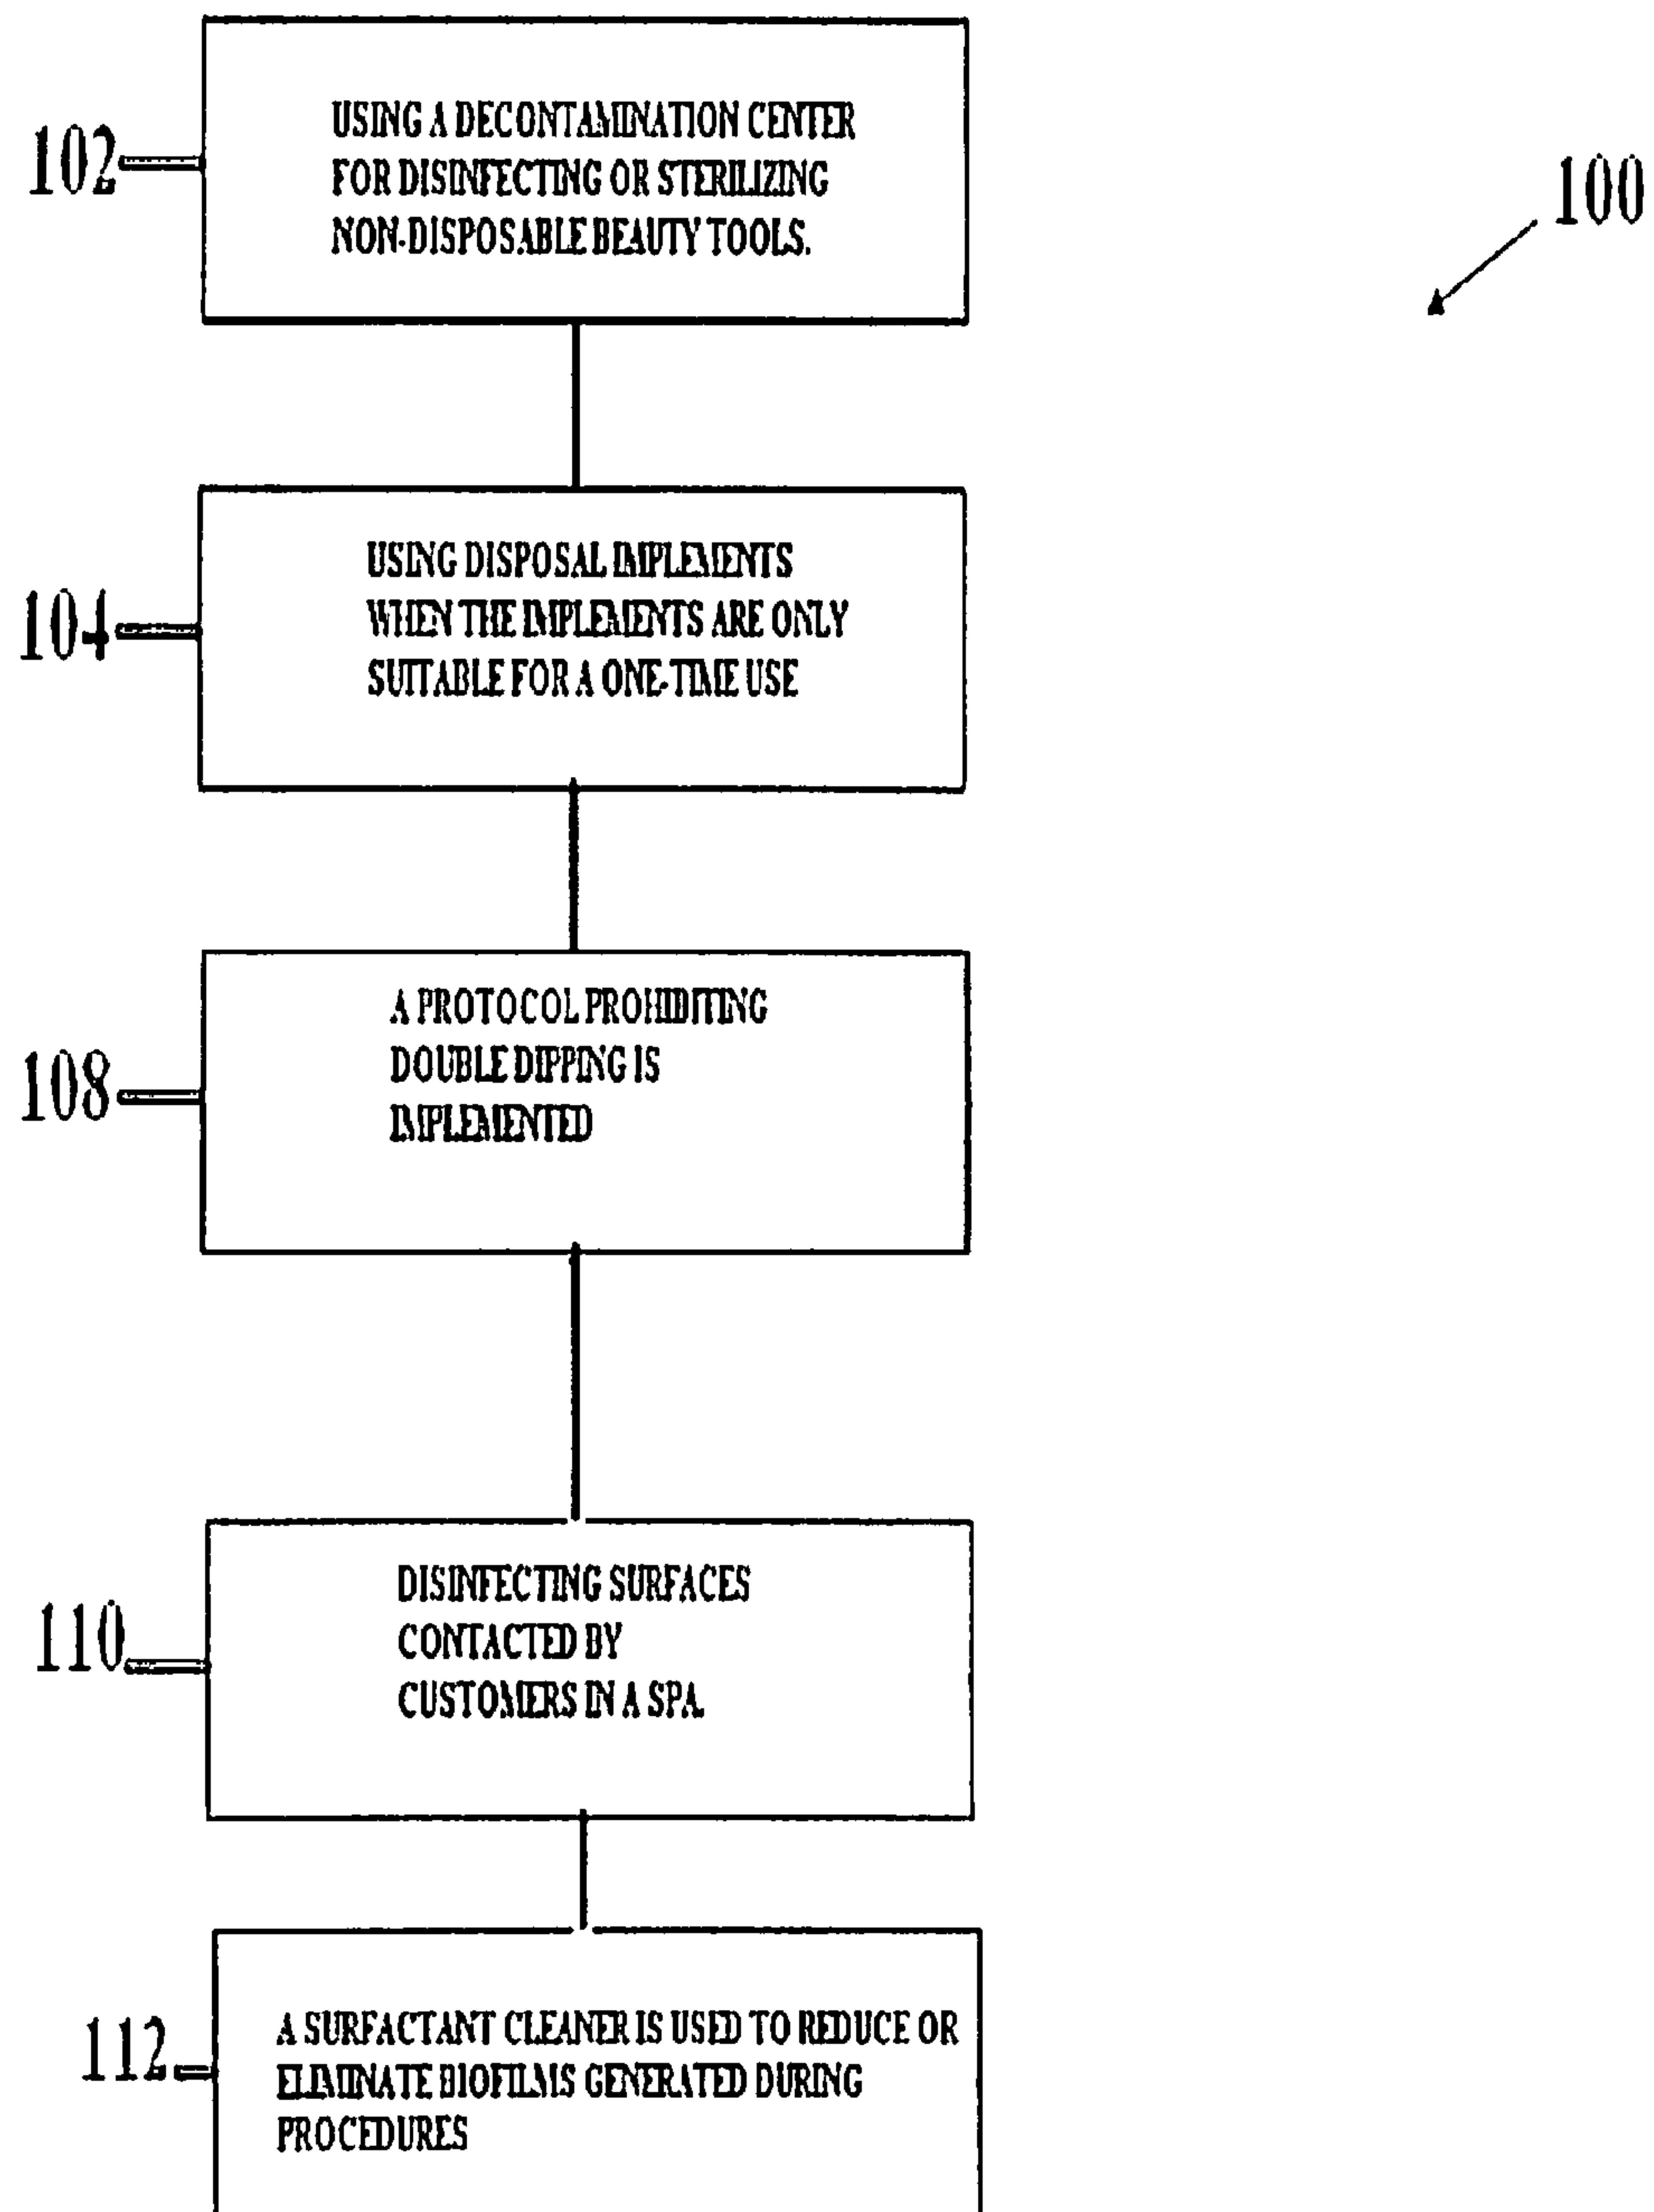 USING A DECONTAMINATION CENTER
FOR DISINFECTING OR STERILIZING
NON-DISPOSABLE BEAUTY TOOLS.
102
100
USING DISPOSAL IMPLEMENTS
WHEN THE IMPLEMENTS ARE ONLY
SUITABLE FOR A ONE-TIME USE
104
A PROTOCOL PROHIBITING
DOUBLE DIPPING IS
IMPLEMENTED
108
DISINFECTING SURFACES
CONTACTED BY
CUSTOMERS IN A SPA.
110
A SURFACTANT CLEANER IS USED TO REDUCE OR
ELIMINATE BIOFILMS GENERATED DURING
PROCEDURES
112